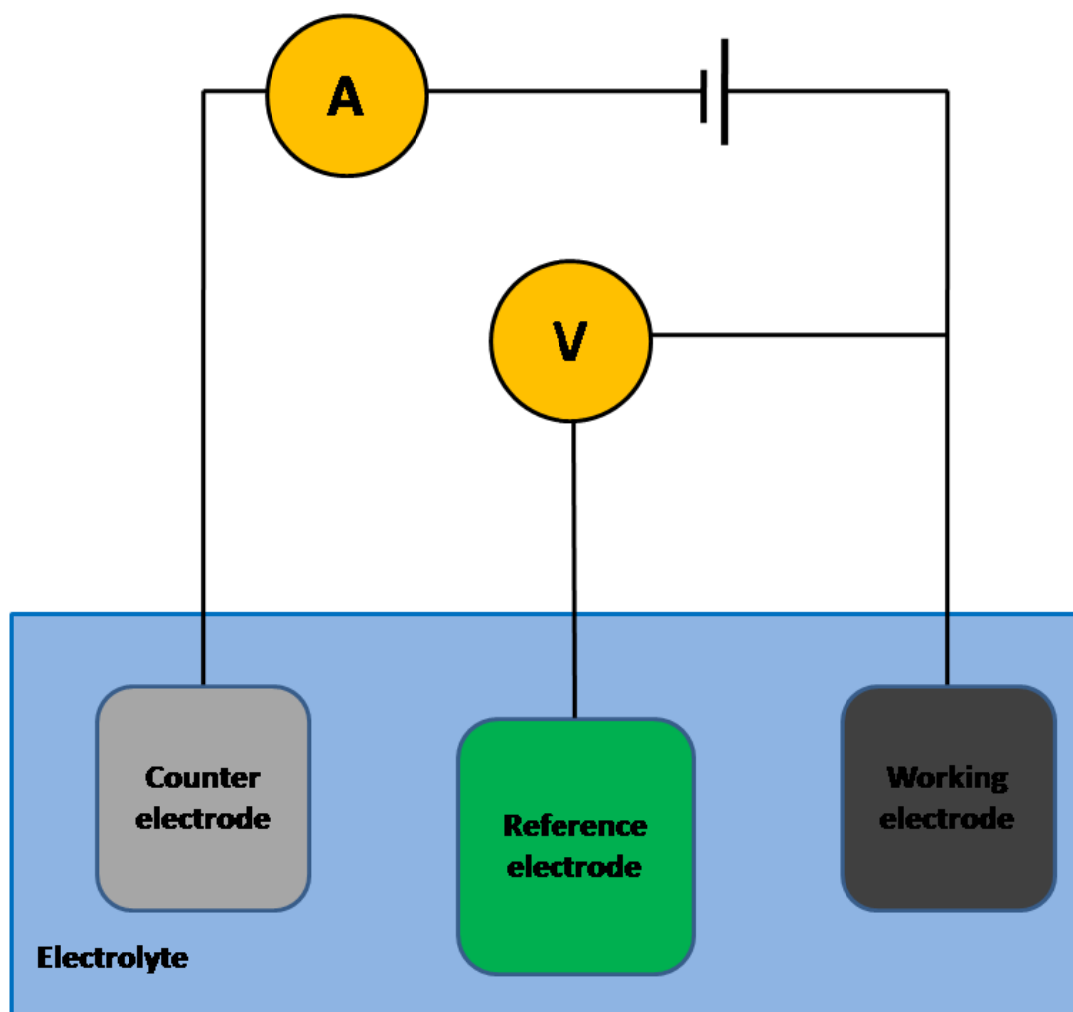 A
V
Counter
electrode
Reference
electrode
Working
electrode
Electrolyte